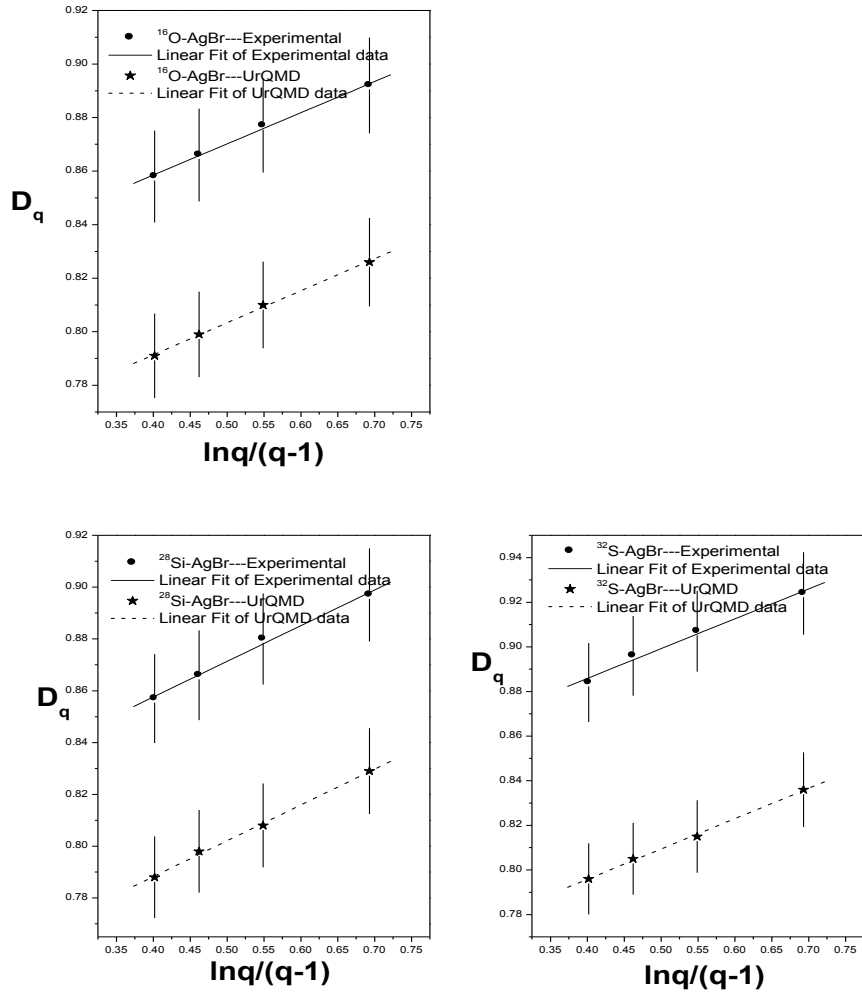 0.92
0.90
0.88
0.86
0.84
0.82
0.80
0.78
D_q
¹⁶O-AgBr---Experimental
Linear Fit of Experimental data
¹⁶O-AgBr---UrQMD
Linear Fit of UrQMD data
0.35 0.40 0.45 0.50 0.55 0.60 0.65 0.70 0.75
lnq/(q-1)
0.92
0.90
0.88
0.86
0.84
0.82
0.80
0.78
D_q
²⁸Si-AgBr---Experimental
Linear Fit of Experimental data
²⁸Si-AgBr---UrQMD
Linear Fit of UrQMD data
0.35 0.40 0.45 0.50 0.55 0.60 0.65 0.70 0.75
lnq/(q-1)
0.94
0.92
0.90
0.88
0.86
0.84
0.82
0.80
0.78
D_q
³²S-AgBr---Experimental
Linear Fit of Experimental data
³²S-AgBr---UrQMD
Linear Fit of UrQMD data
0.35 0.40 0.45 0.50 0.55 0.60 0.65 0.70 0.75
lnq/(q-1)